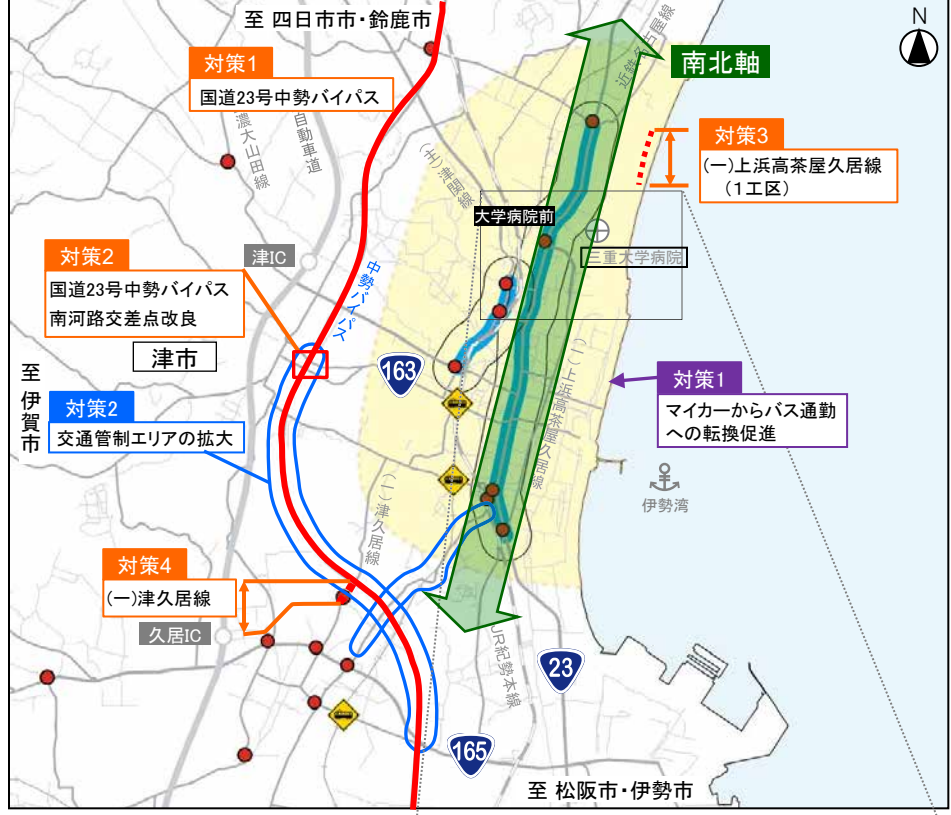 至 四日市市・鈴鹿市
N
対策1
国道23号中勢バイパス
南北軸
近鉄名古屋線
自動車道
濃大山田線
(主)津関線
対策3
(一)上浜高茶屋久居線
(1工区)
大学病院前
三重大学病院
対策2
国道23号中勢バイパス
南河路交差点改良
津IC
中勢バイパス
津市
163
至 伊賀市
対策2
交通管制エリアの拡大
(一)上浜高茶屋久居線
対策1
マイカーからバス通勤
への転換促進
伊勢湾
(一)津久居線
対策4
(一)津久居線
久居IC
JR紀勢本線
23
165
至 松阪市・伊勢市